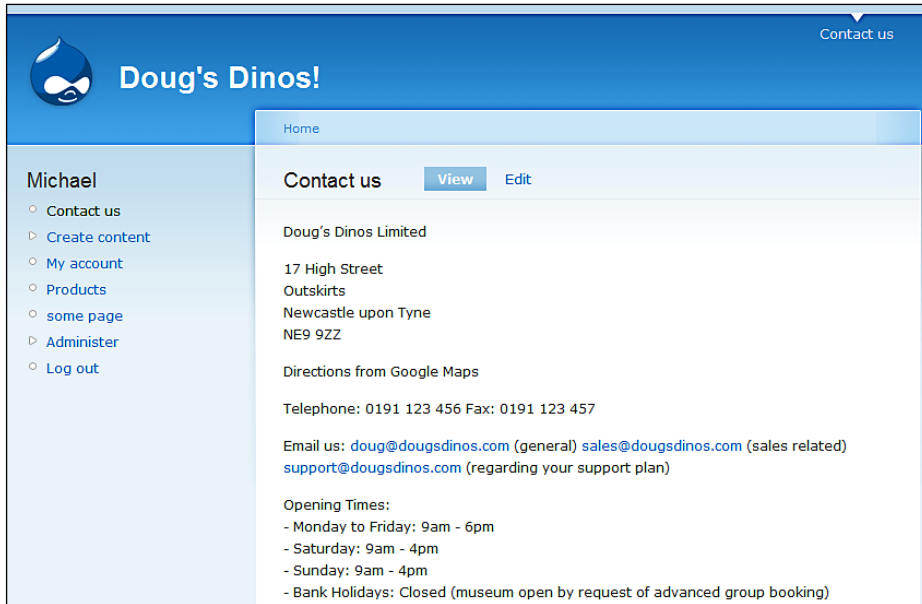 Contact us
Doug's Dinos!
Home
Michael
Contact us
Create content
My account
Products
some page
Administer
Log out
Contact us View Edit
Doug's Dinos Limited
17 High Street
Outskirts
Newcastle upon Tyne
NE9 9ZZ
Directions from Google Maps
Telephone: 0191 123 456 Fax: 0191 123 457
Email us: doug@dougsdinos.com (general) sales@dougsdinos.com (sales related)
support@dougsdinos.com (regarding your support plan)
Opening Times:
- Monday to Friday: 9am - 6pm
- Saturday: 9am - 4pm
- Sunday: 9am - 4pm
- Bank Holidays: Closed (museum open by request of advanced group booking)